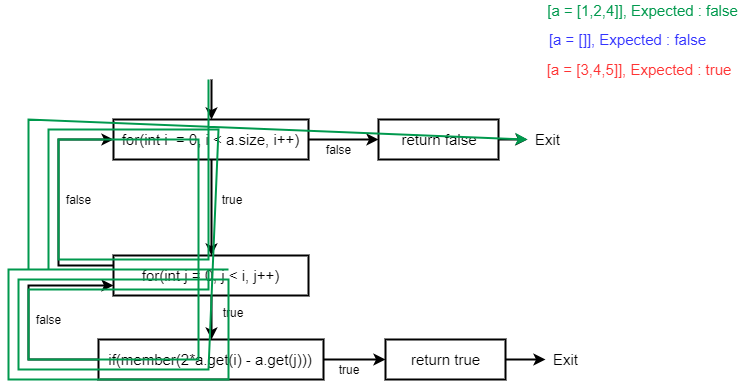 [a = [1,2,4]], Expected : false
[a = []], Expected : false
[a = [3,4,5]], Expected : true
for(int i = 0, i < a.size, i++)
false
return false
Exit
false
true
for(int j = 0, j < i, j++)
false
true
if(member(2*a.get(i) - a.get(j)))
true
return true
Exit